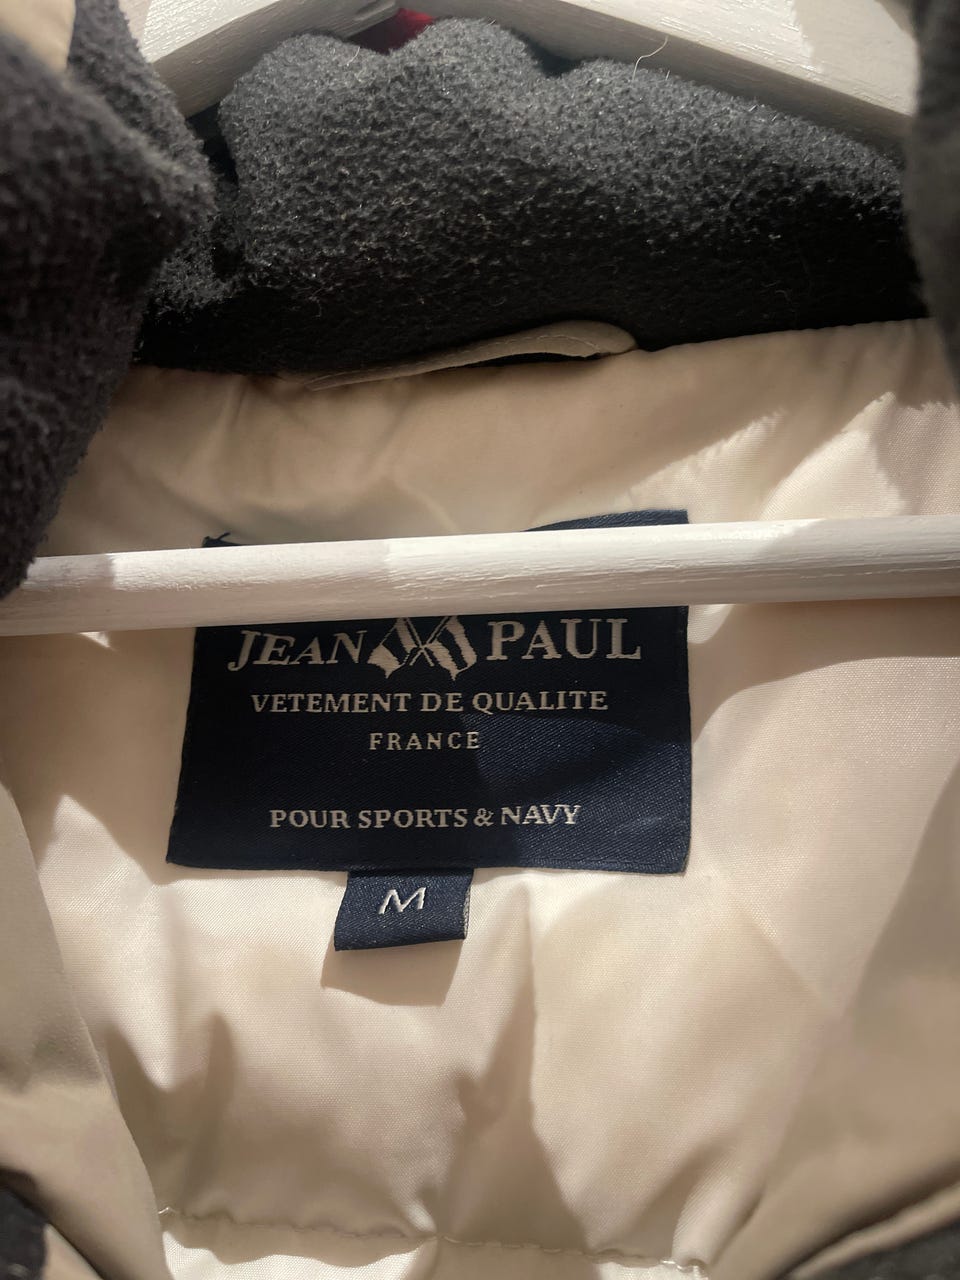 JEAN PAUL
VETEMENT DE QUALITE
FRANCE
POUR SPORTS & NAVY
M